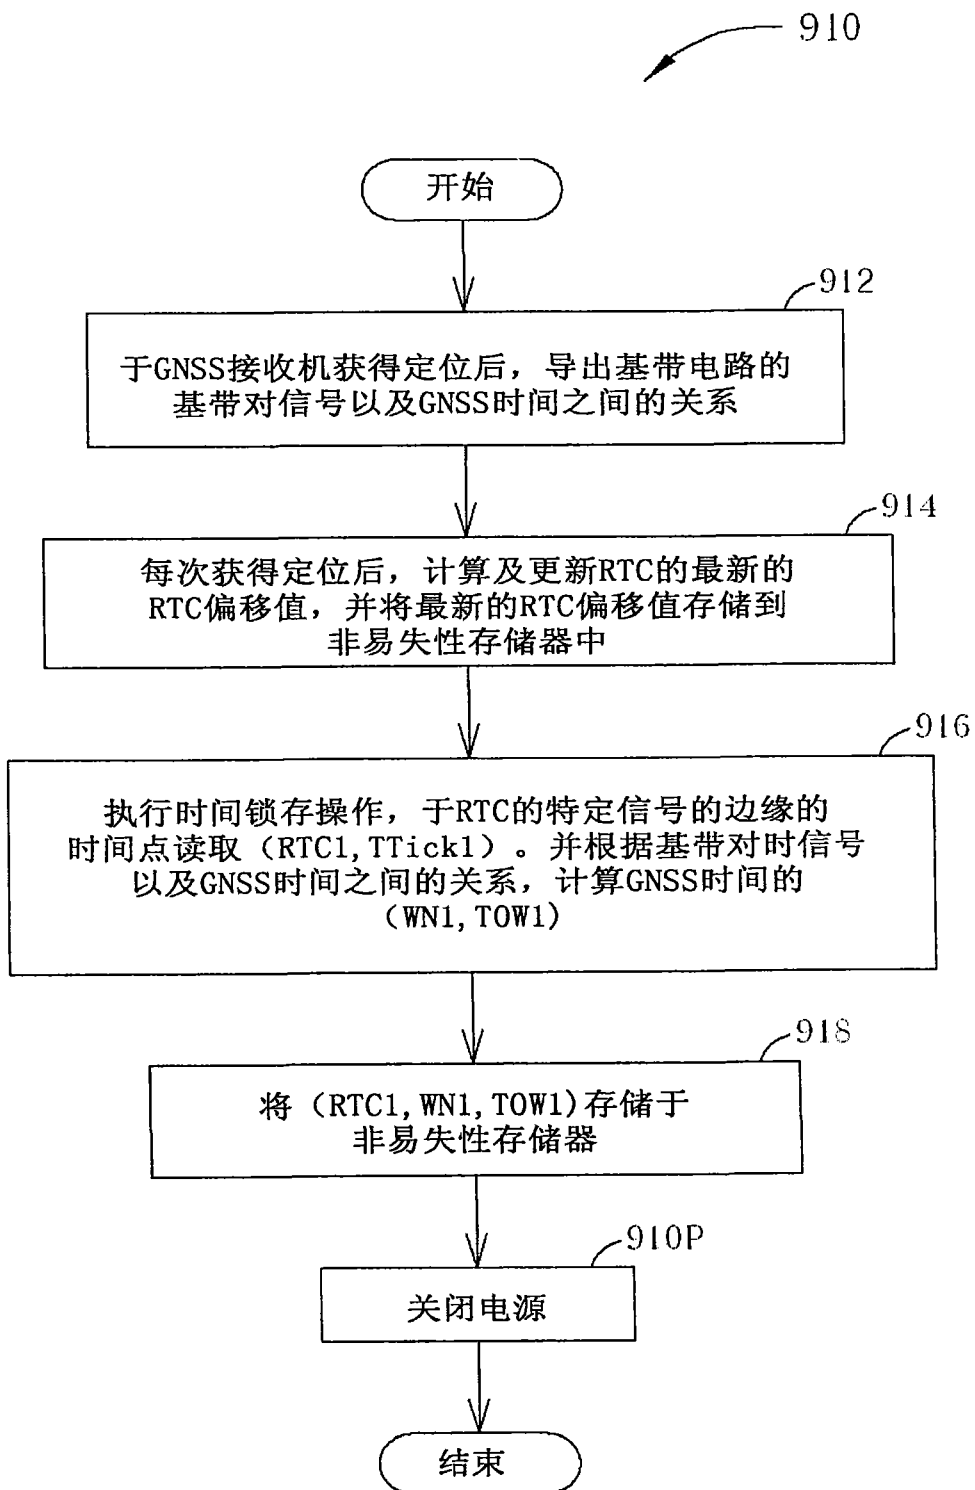 910
开始
912
于GNSS接收机获得定位后，导出基带电路的
基带对信号以及GNSS时间之间的关系
914
每次获得定位后，计算及更新RTC的最新的
RTC偏移值，并将最新的RTC偏移值存储到
非易失性存储器中
916
执行时间锁存操作，于RTC的特定信号的边缘的
时间点读取（RTC1,TTick1）。并根据基带对时信号
以及GNSS时间之间的关系，计算GNSS时间的
（WN1,TOW1)
918
将（RTC1,WN1,TOW1)存储于
非易失性存储器
910P
关闭电源
结束